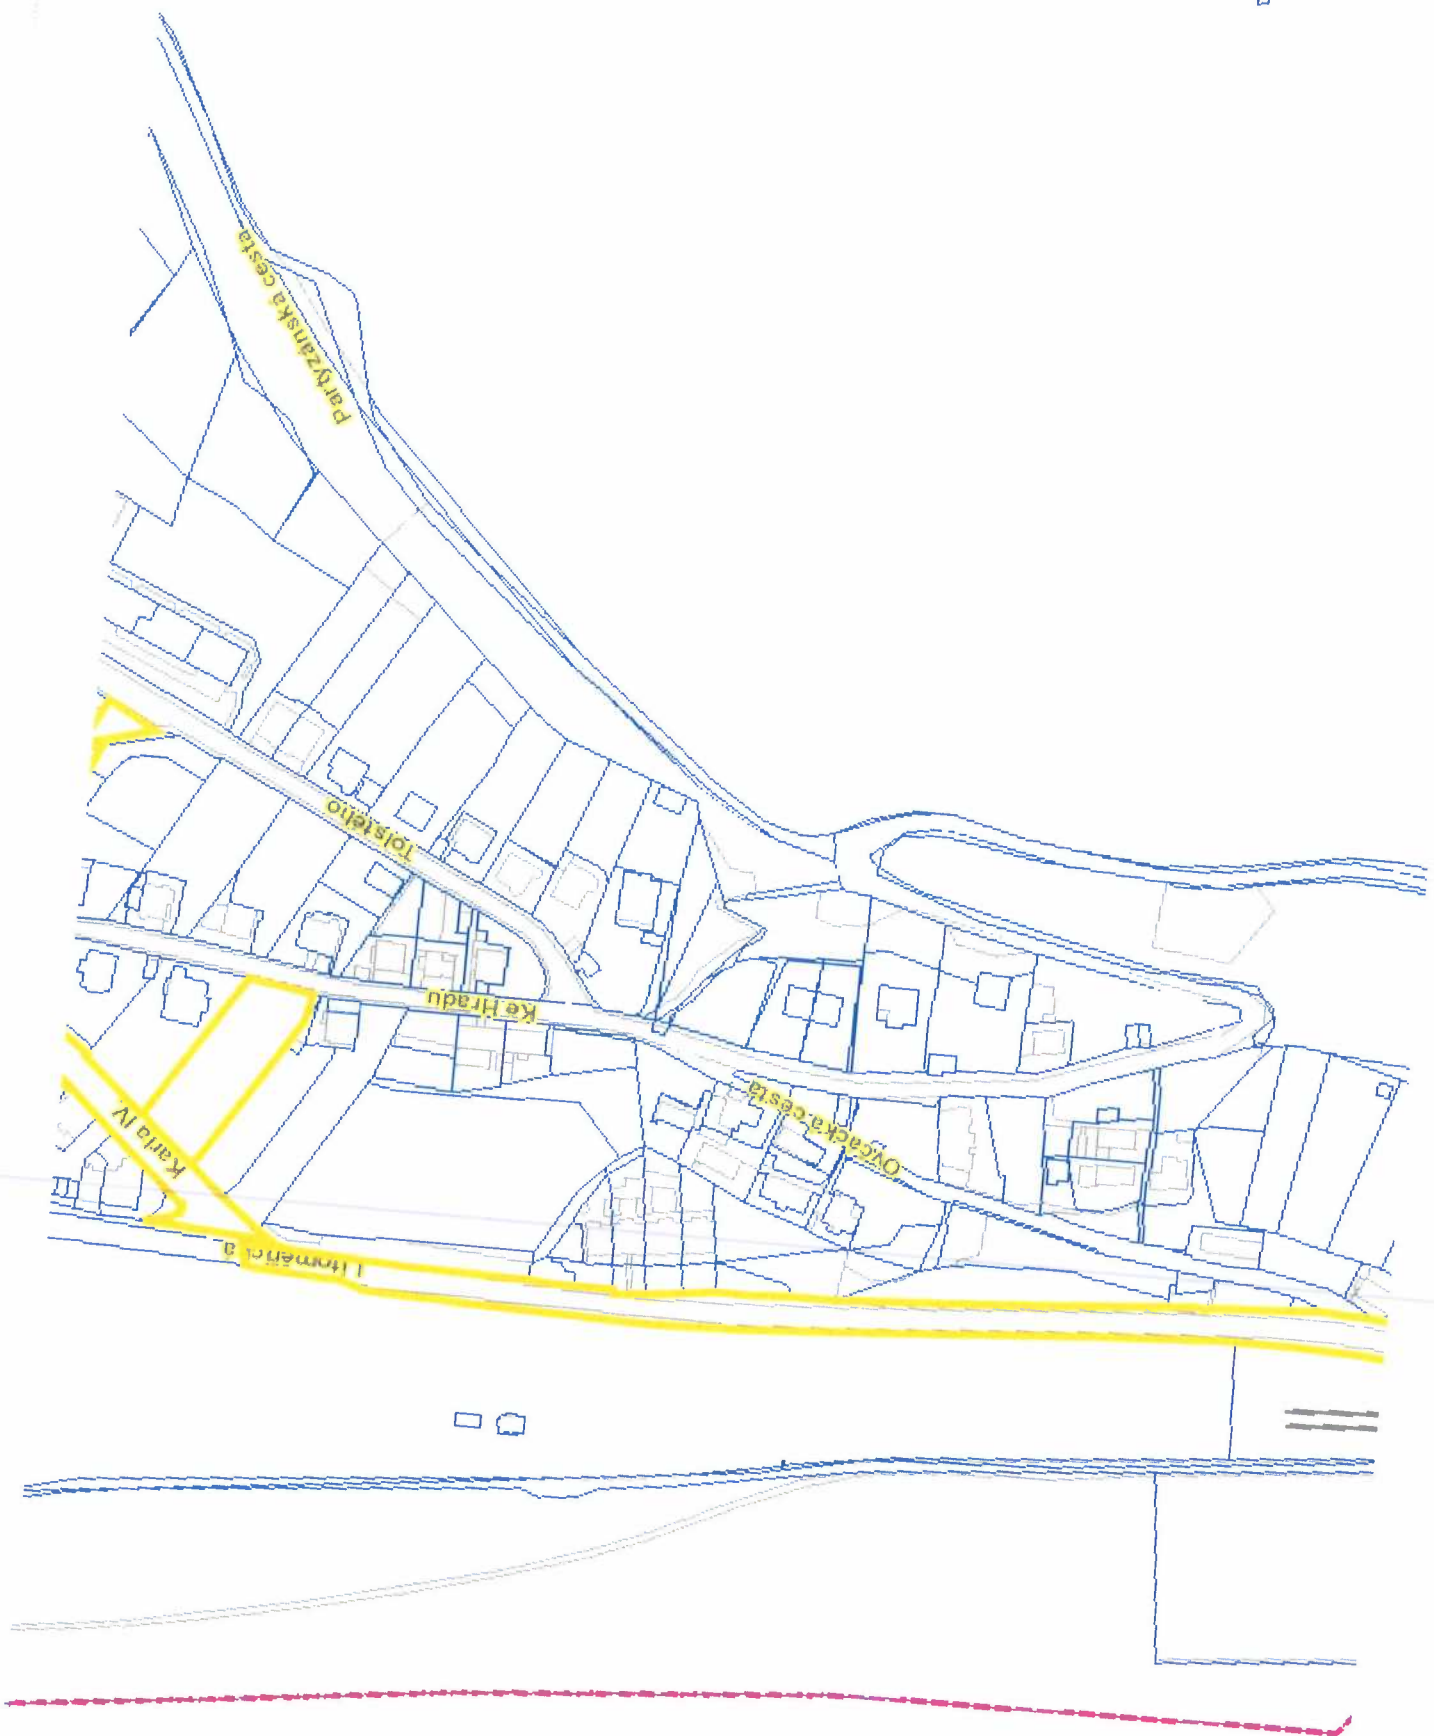 Partyzánská cesta
Tolstého
Ke Hradu
Ovčácká cesta
Karla IV
Litoměřická